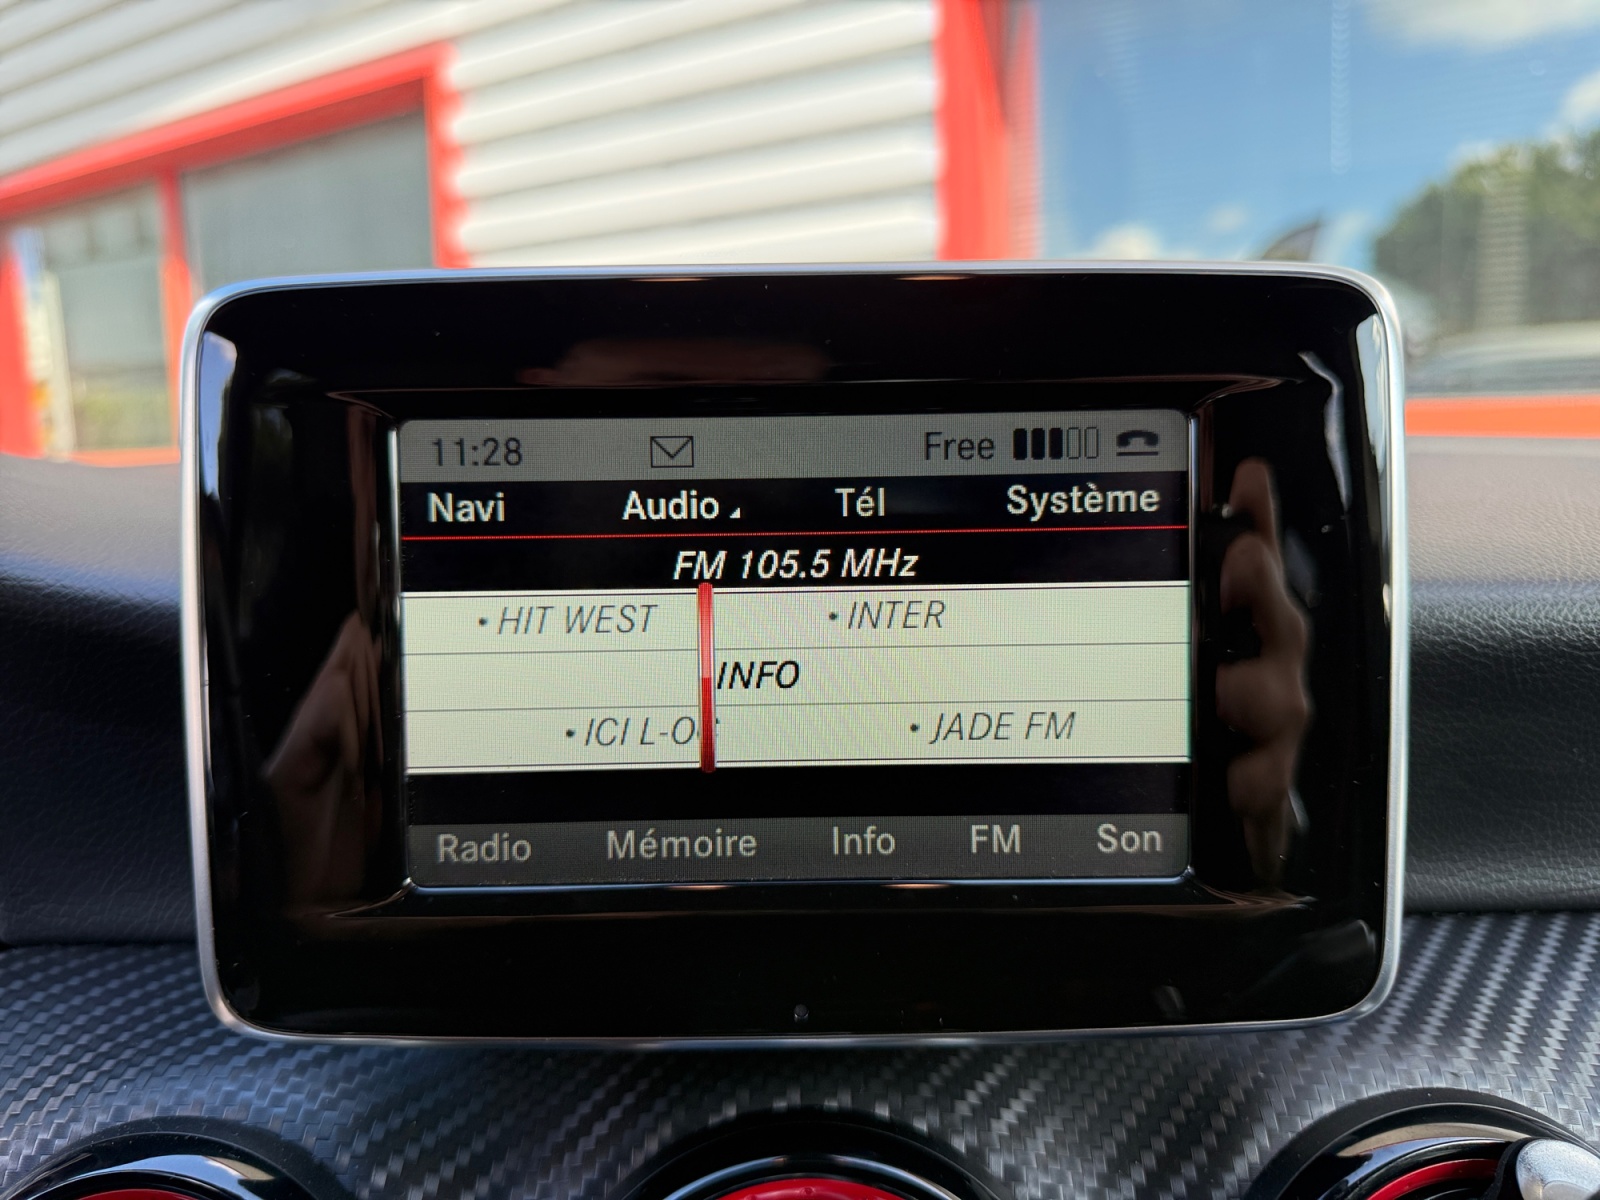 11:28 Free
Navi Audio Tél Système
FM 105.5 MHz
• HIT WEST • INTER
INFO
• ICI L-O • JADE FM
Radio Mémoire Info FM Son